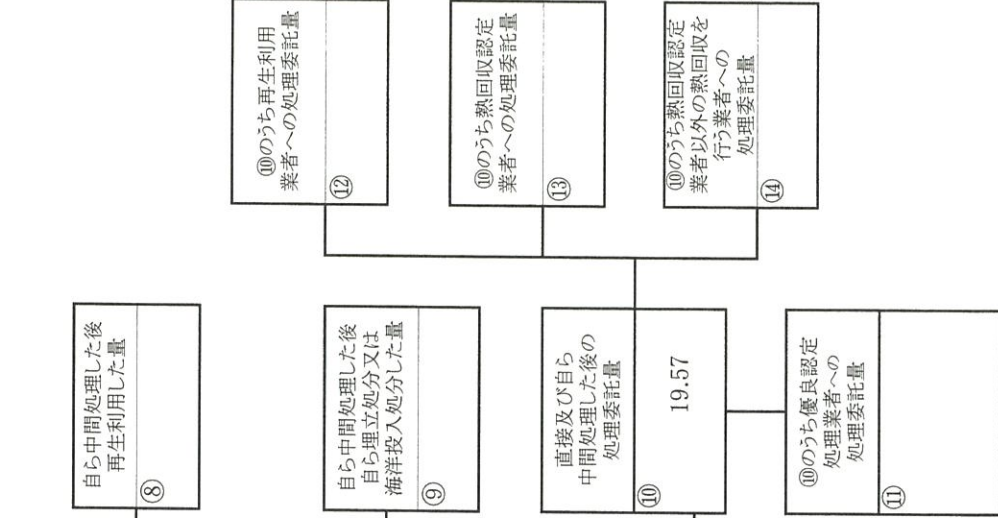 自ら中間処理した後
再生利用した量
⑧
自ら中間処理した後
自ら埋立処分又は
海洋投入処分した量
⑨
直接及び自ら
中間処理した後の
処理委託量
⑩
19.57
⑩のうち優良認定
処理業者への
処理委託量
⑪
⑩のうち再生利用
業者への処理委託量
⑫
⑩のうち熱回収認定
業者への処理委託量
⑬
⑩のうち熱回収認定
業者以外の熱回収を
行う業者への
処理委託量
⑭